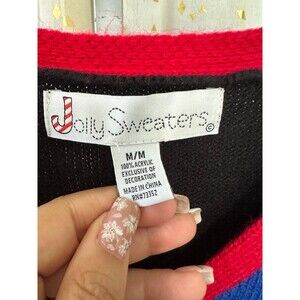 Jolly Sweaters©
M/M
100% ACRYLIC
EXCLUSIVE OF
DECORATION
MADE IN CHINA
RN#73352